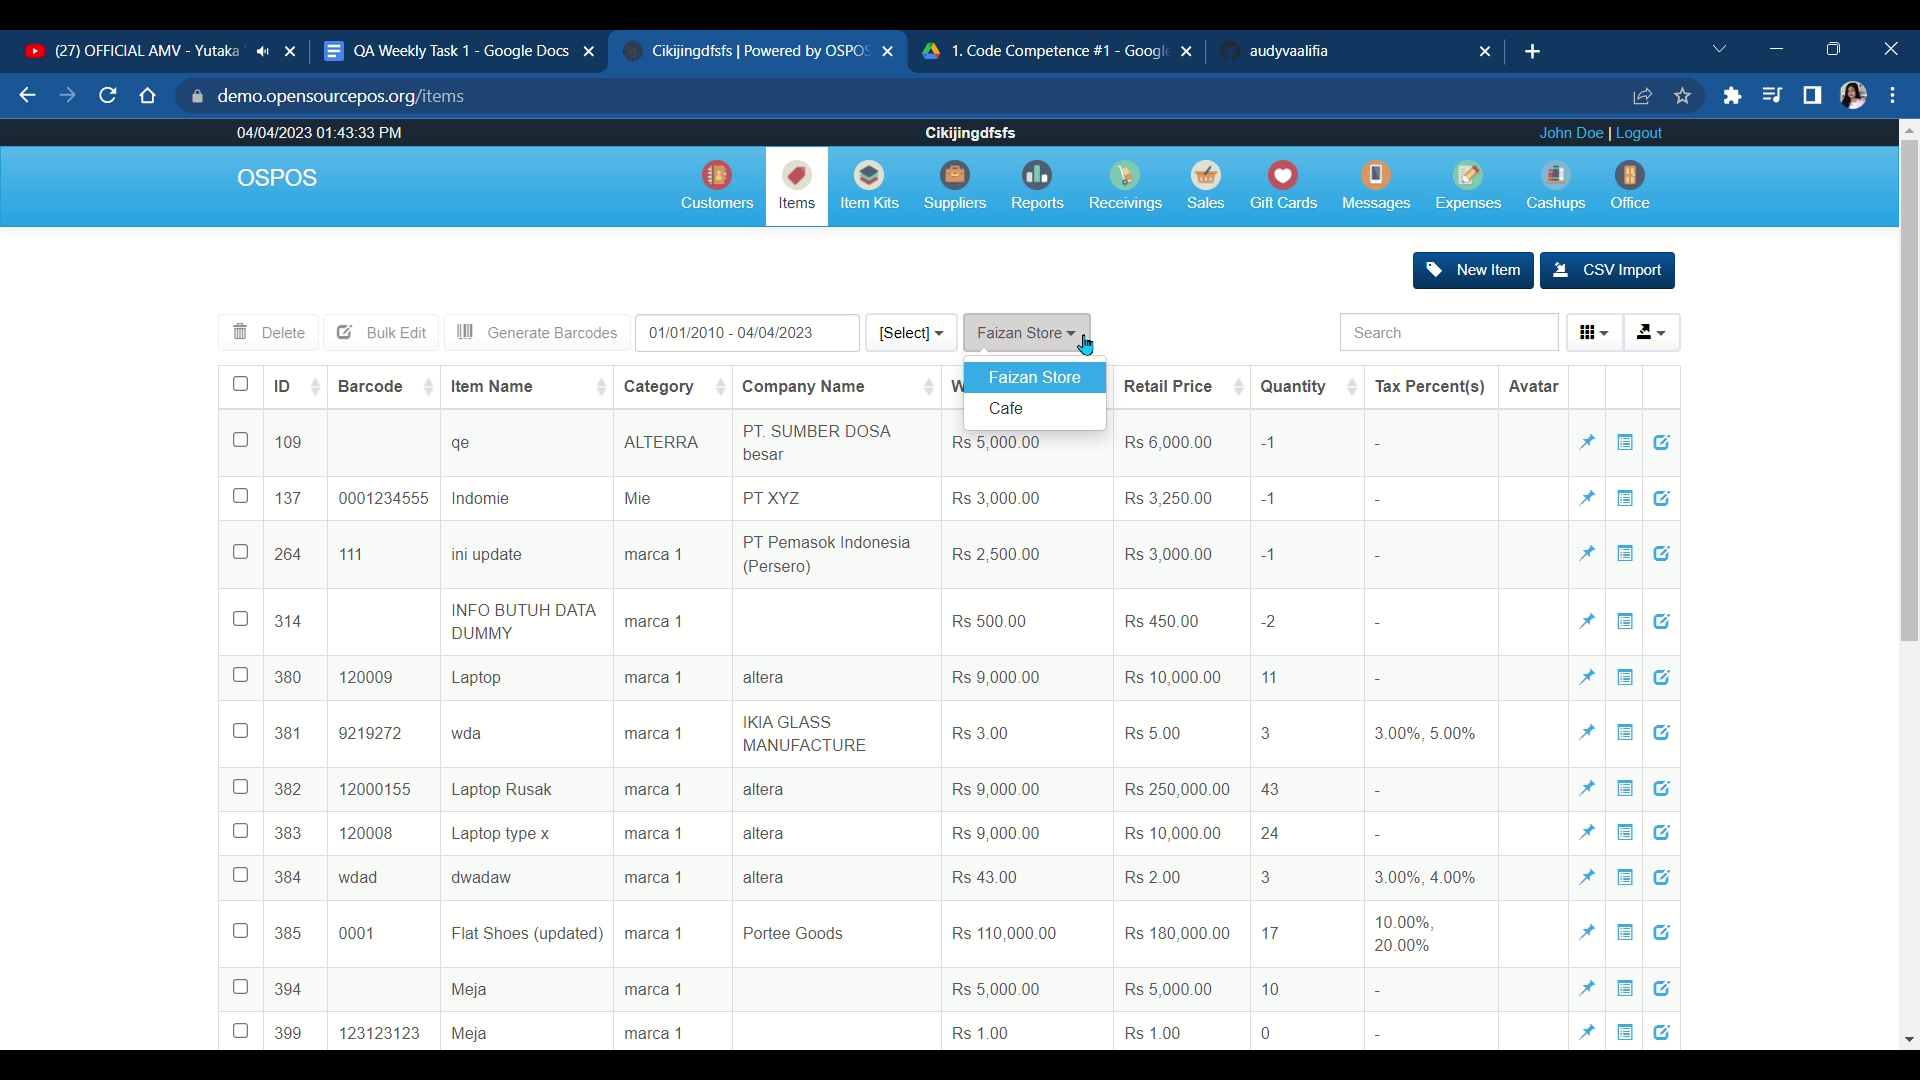 (27) OFFICIAL AMV - Yutaka
QA Weekly Task 1 - Google Docs
Cikijingdfsfs | Powered by OSPOS
1. Code Competence #1 - Google
audyvaalifia
demo.opensourcepos.org/items
04/04/2023 01:43:33 PM
Cikijingdfsfs
John Doe | Logout
OSPOS
Customers
Items
Item Kits
Suppliers
Reports
Receivings
Sales
Gift Cards
Messages
Expenses
Cashups
Office
New Item
CSV Import
Delete
Bulk Edit
Generate Barcodes
01/01/2010 - 04/04/2023
[Select]
Faizan Store
Search
Faizan Store
Cafe
ID Barcode Item Name Category Company Name W Retail Price Quantity Tax Percent(s) Avatar
109 qe ALTERRA PT. SUMBER DOSA besar Rs 5,000.00 Rs 6,000.00 -1 -
137 0001234555 Indomie Mie PT XYZ Rs 3,000.00 Rs 3,250.00 -1 -
264 111 ini update marca 1 PT Pemasok Indonesia (Persero) Rs 2,500.00 Rs 3,000.00 -1 -
314 INFO BUTUH DATA DUMMY marca 1 Rs 500.00 Rs 450.00 -2 -
380 120009 Laptop marca 1 altera Rs 9,000.00 Rs 10,000.00 11 -
381 9219272 wda marca 1 IKIA GLASS MANUFACTURE Rs 3.00 Rs 5.00 3 3.00%, 5.00%
382 12000155 Laptop Rusak marca 1 altera Rs 9,000.00 Rs 250,000.00 43 -
383 120008 Laptop type x marca 1 altera Rs 9,000.00 Rs 10,000.00 24 -
384 wdad dwadaw marca 1 altera Rs 43.00 Rs 2.00 3 3.00%, 4.00%
385 0001 Flat Shoes (updated) marca 1 Portee Goods Rs 110,000.00 Rs 180,000.00 17 10.00%, 20.00%
394 Meja marca 1 Rs 5,000.00 Rs 5,000.00 10 -
399 123123123 Meja marca 1 Rs 1.00 Rs 1.00 0 -